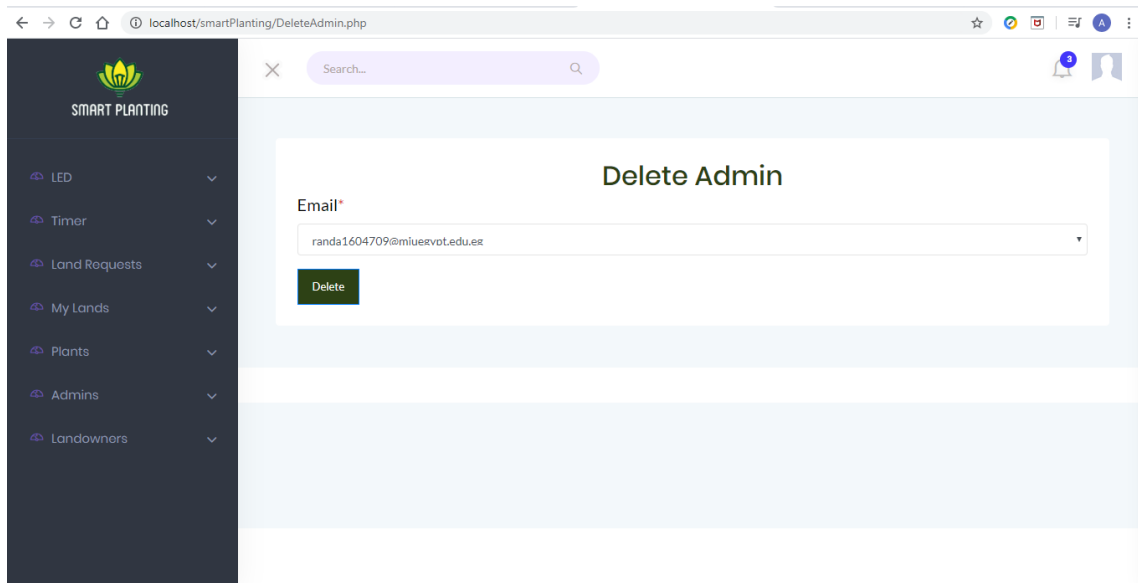 localhost/smartPlanting/DeleteAdmin.php
A
SMART PLANTING
Search...
3
LED
Timer
Land Requests
My Lands
Plants
Admins
Landowners
Delete Admin
Email*
randa1604709@miuegypt.edu.eg
Delete